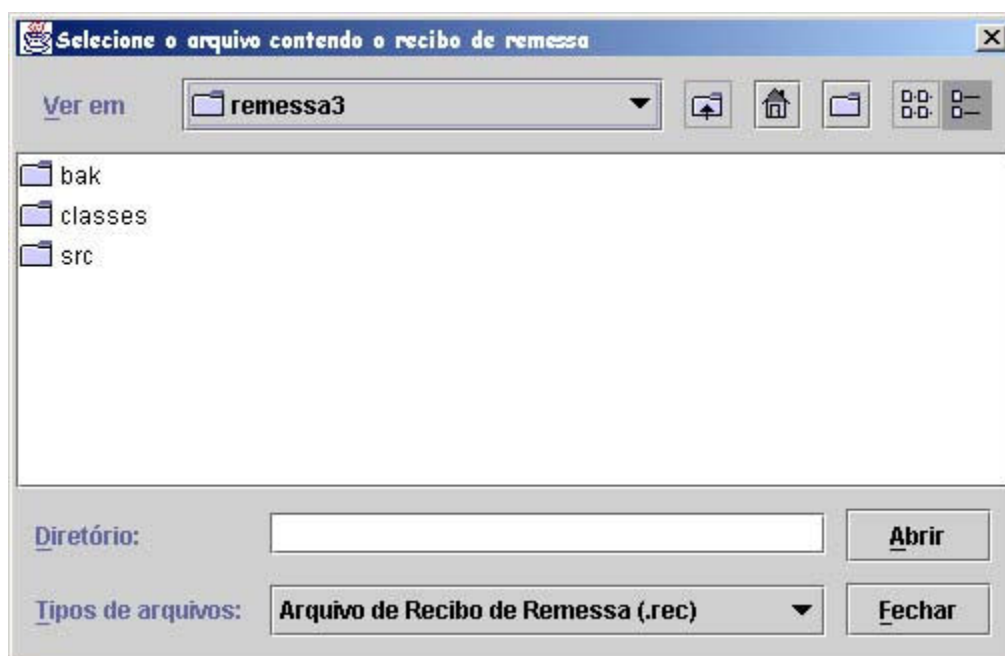 Selecione o arquivo contendo o recibo de remessa
Ver em remessa3
bak
classes
src
Diretório: Abrir
Tipos de arquivos: Arquivo de Recibo de Remessa (.rec) Fechar